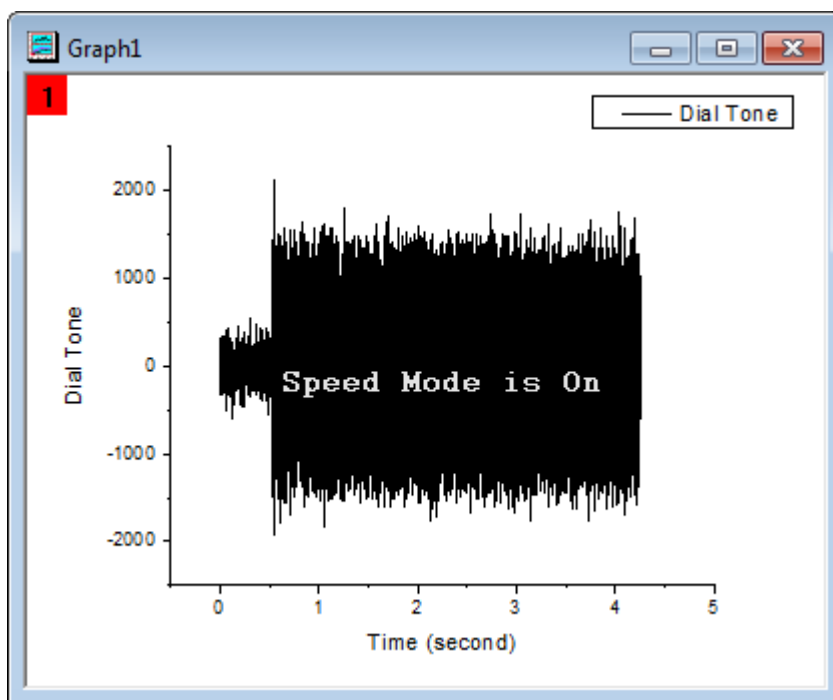 Graph1
1
Dial Tone
2000
1000
0
-1000
-2000
Dial Tone
Speed Mode is On
0 1 2 3 4 5
Time (second)